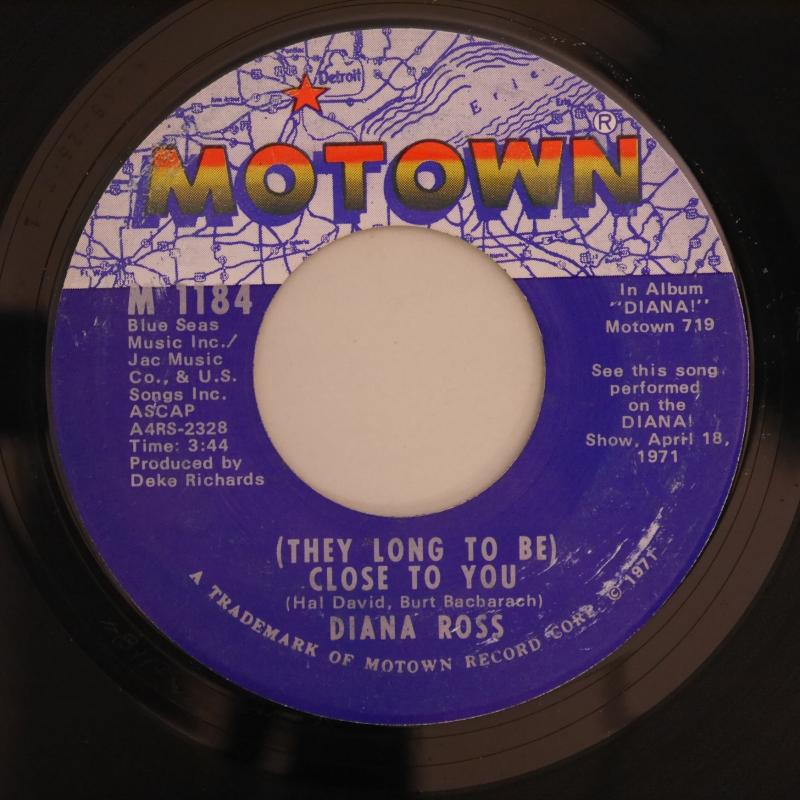 Detroit
Erie
MOTOWN®
M 1184
Blue Seas
Music Inc./
Jac Music
Co., & U.S.
Songs Inc.
ASCAP
A4RS-2328
Time: 3:44
Produced by
Deke Richards
In Album
"DIANA!"
Motown 719
See this song
performed
on the
DIANA!
Show, April 18,
1971
(THEY LONG TO BE)
CLOSE TO YOU
(Hal David, Burt Bacbarach)
DIANA ROSS
A TRADEMARK OF MOTOWN RECORD CORP. © 1971